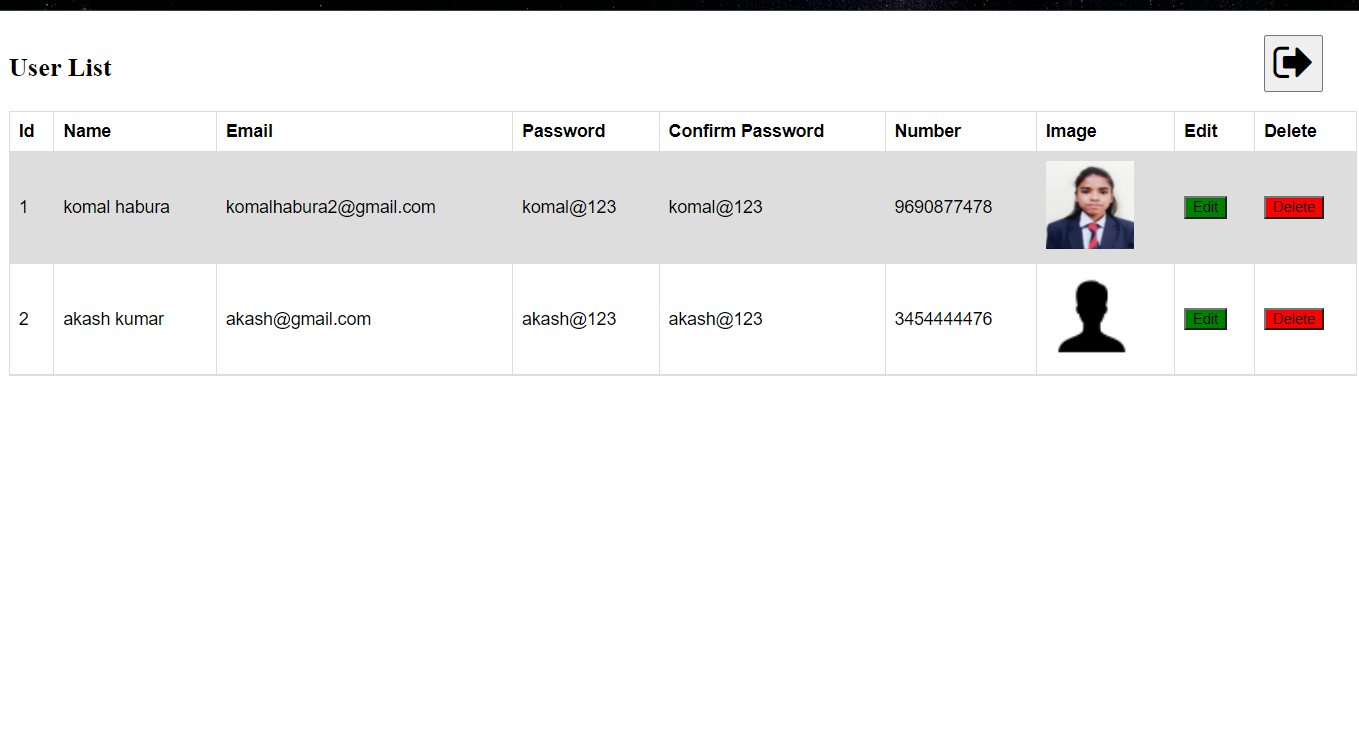 User List
Id Name Email Password Confirm Password Number Image Edit Delete
1 komal habura komalhabura2@gmail.com komal@123 komal@123 9690877478 Edit Delete
2 akash kumar akash@gmail.com akash@123 akash@123 3454444476 Edit Delete